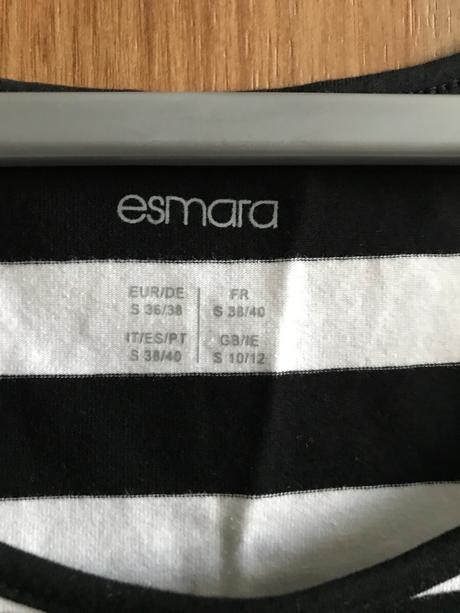 esmara
EUR/DE
S 36/38
FR
S 38/40
IT/ES/PT
S 38/40
GB/IE
S 10/12